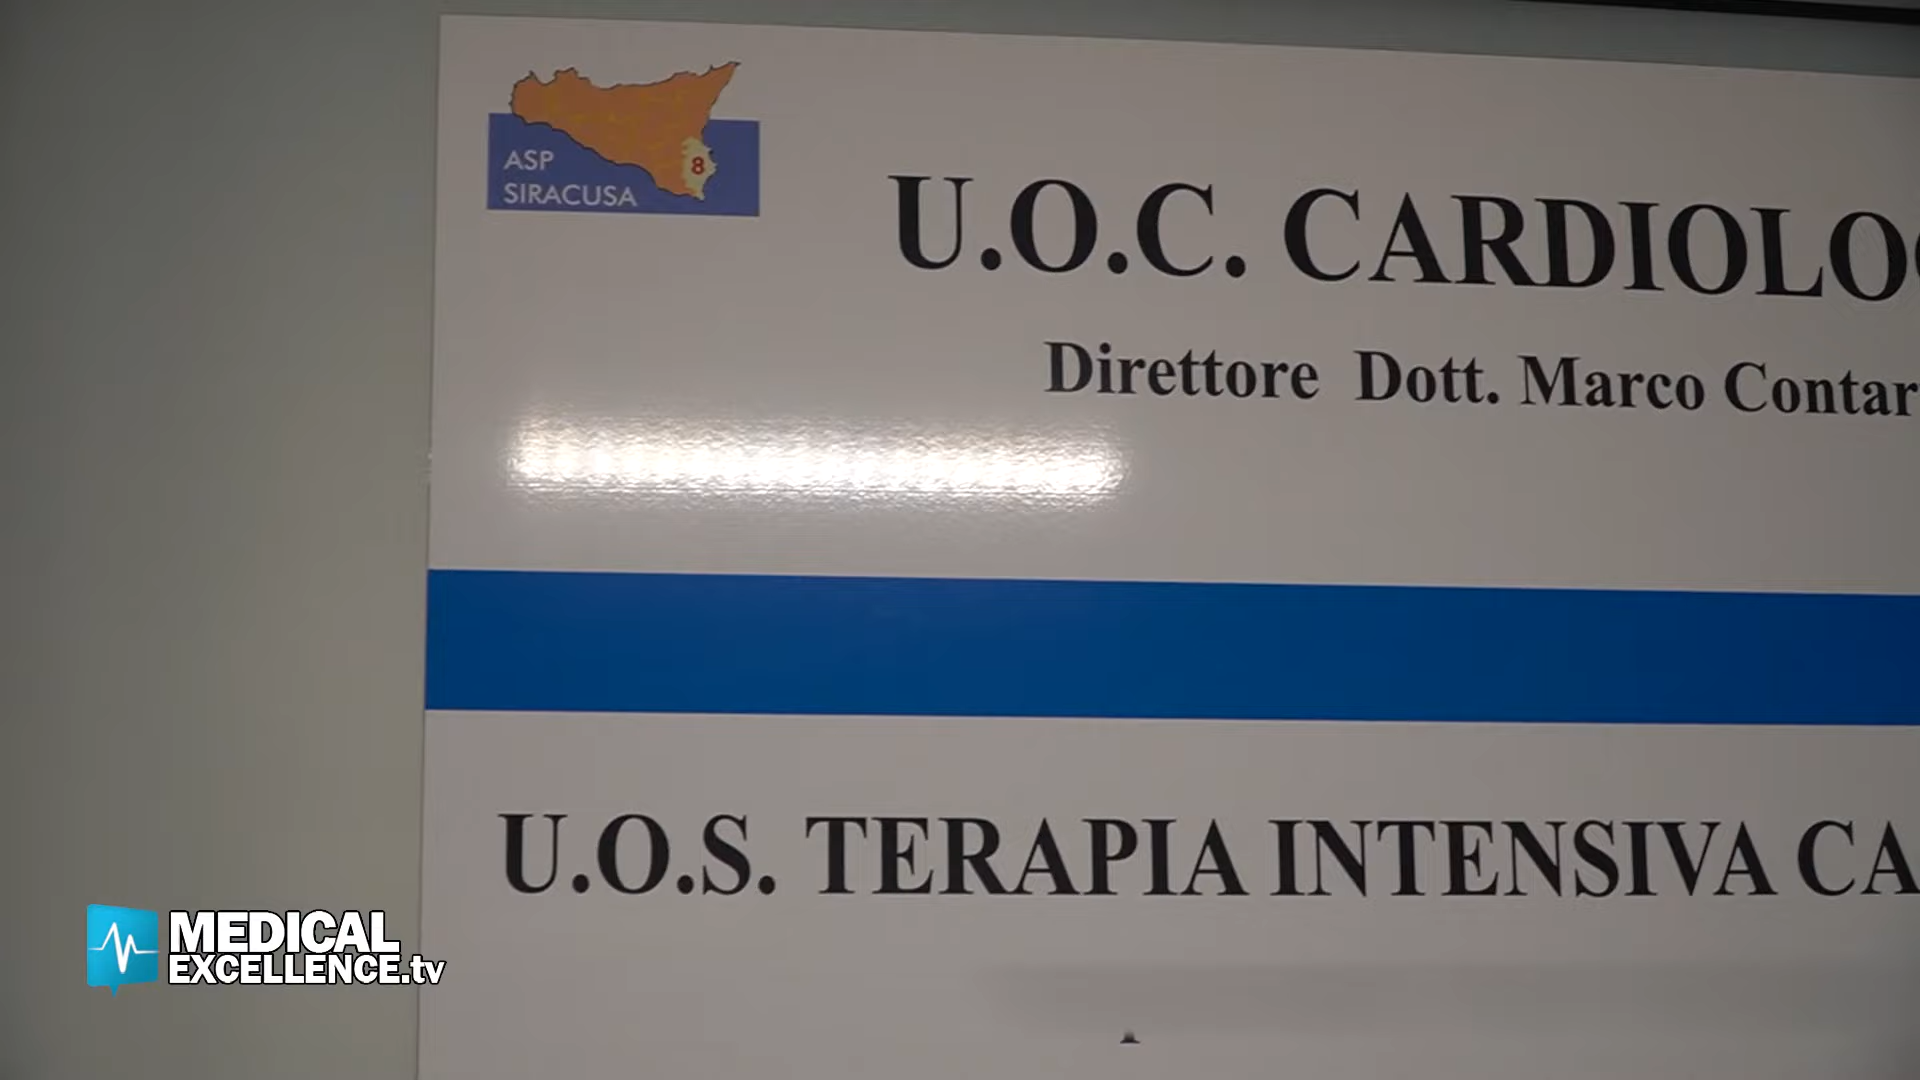 ASP
SIRACUSA
8
U.O.C. CARDIOLO
Direttore Dott. Marco Contar
U.O.S. TERAPIA INTENSIVA CA
MEDICAL
EXCELLENCE.tv